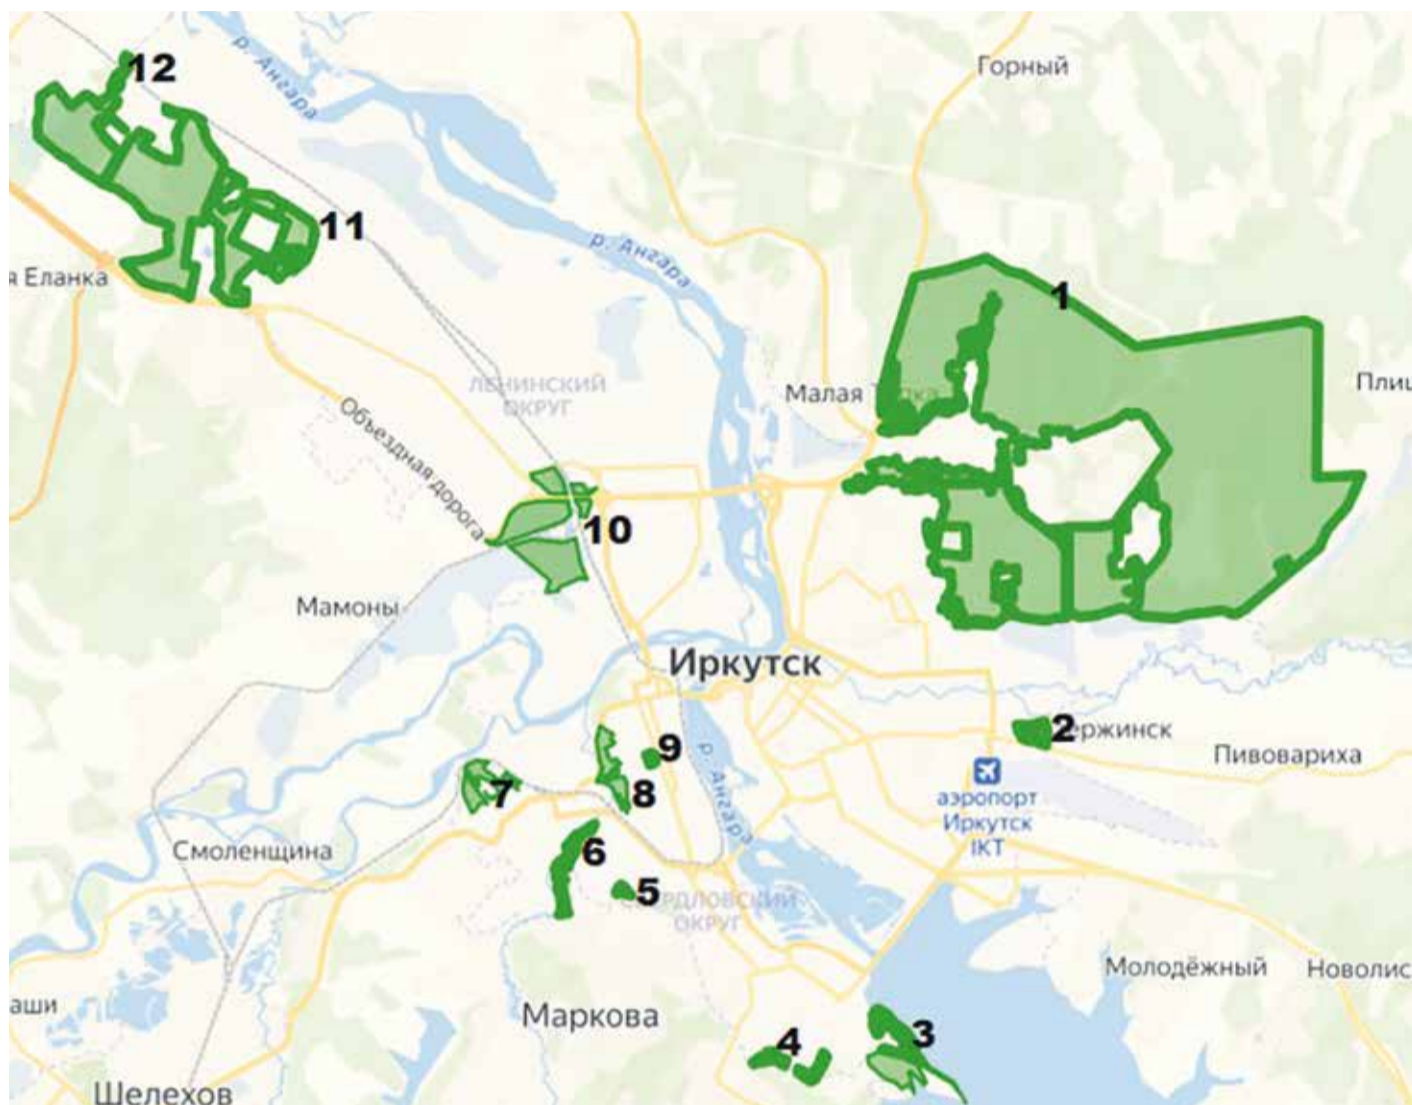 р. Ангара
Горный
12
11
р. Ангара
1
я Еланка
ЛЕНИНСКИЙ
ОКРУГ
Малая
Плиц
Объездная дорога
10
Мамоны
Иркутск
2
ержинск
Пивовариха
9
р. Ангара
7
8
аэропорт
Иркутск
IKT
Смоленщина
6
5
ОКРУГ
Молодёжный
Новолис
аши
Маркова
4
3
Шелехов